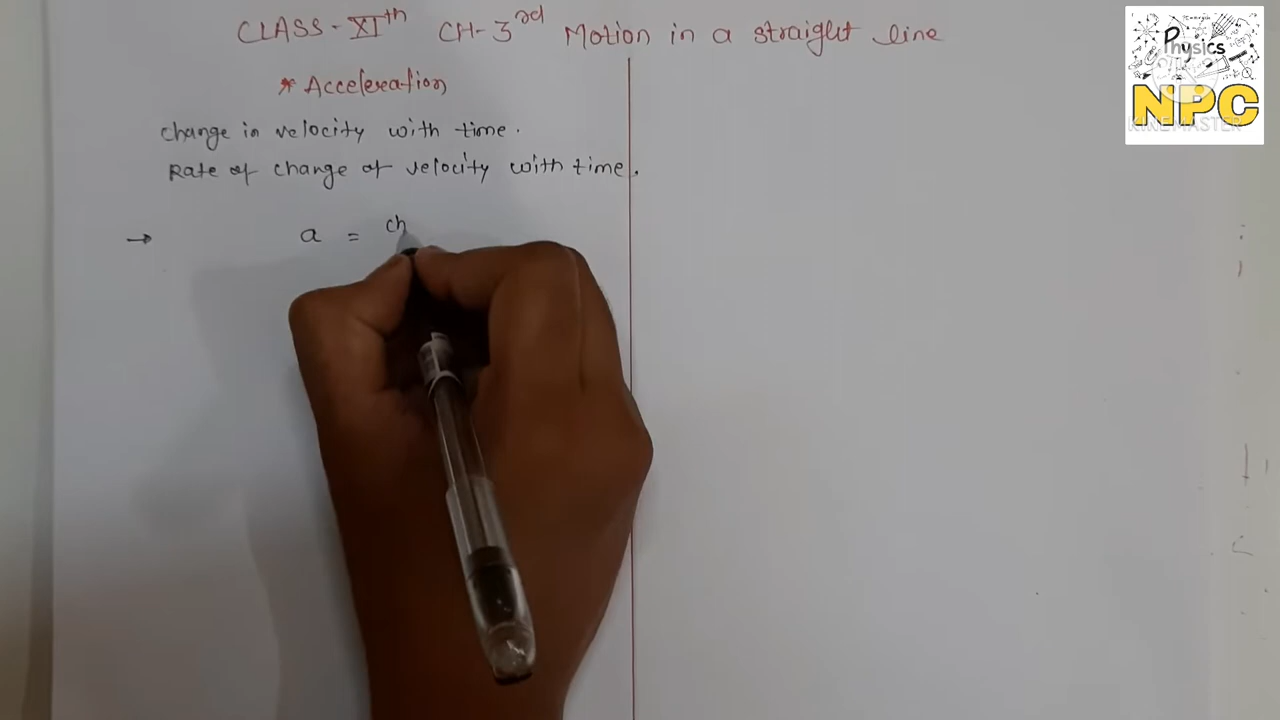 CLASS-XIth CH-3rd Motion in a straight line
* Acceleration
change in velocity with time.
Rate of change of velocity with time.
→ a = ch
Physics
NPC
KINEMASTER